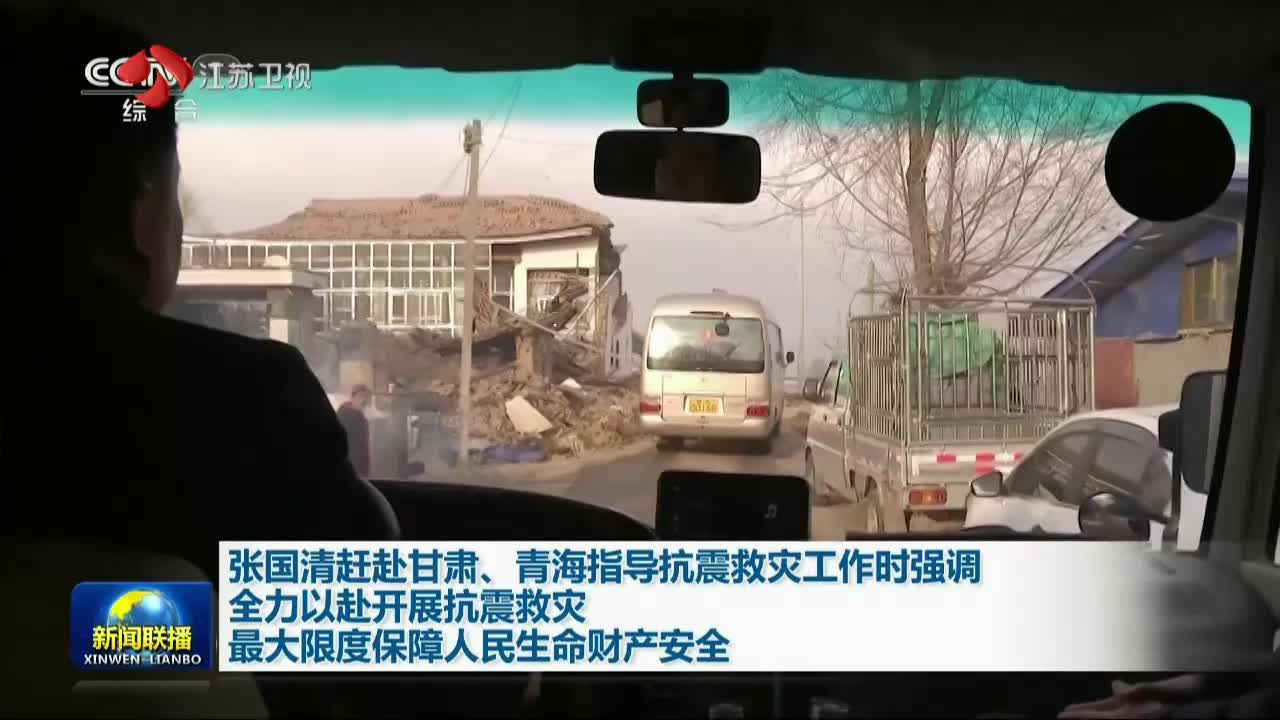 CCTV 江苏卫视
综合
张国清赶赴甘肃、青海指导抗震救灾工作时强调
全力以赴开展抗震救灾
最大限度保障人民生命财产安全
新闻联播
XINWEN LIANBO